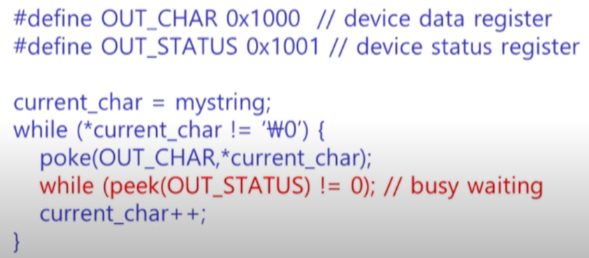 #define OUT_CHAR 0x1000 // device data register
#define OUT_STATUS 0x1001 // device status register
current_char = mystring;
while (*current_char != '₩0') {
poke(OUT_CHAR,*current_char);
while (peek(OUT_STATUS) != 0); // busy waiting
current_char++;
}